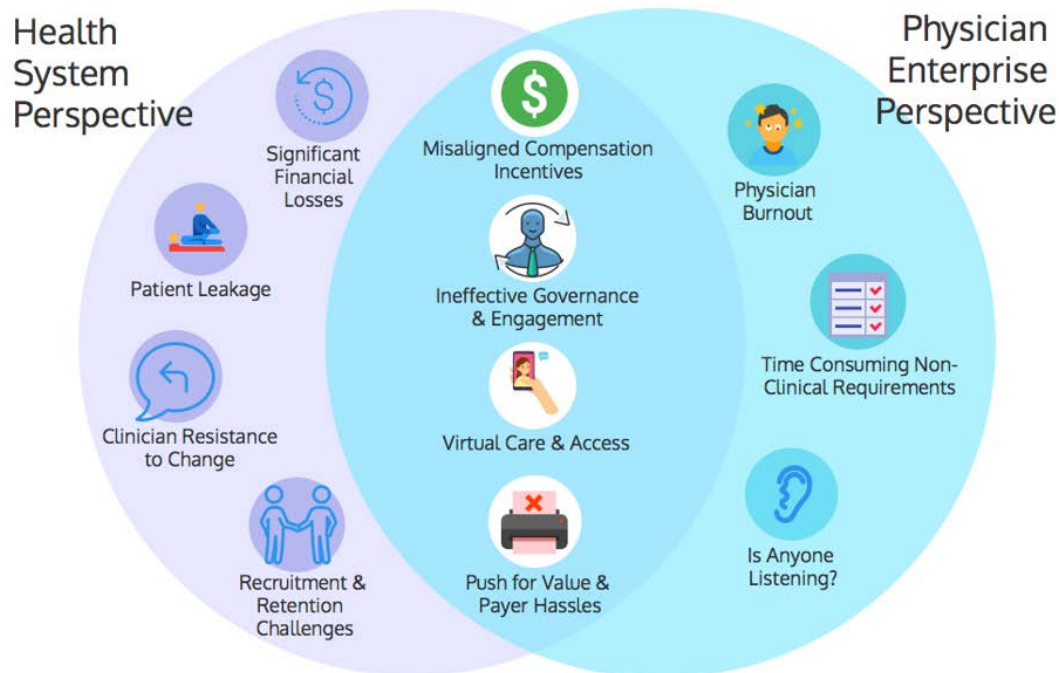 Health
System
Perspective
Significant
Financial
Losses
Patient Leakage
Clinician Resistance
to Change
Recruitment &
Retention
Challenges
$
Misaligned Compensation
Incentives
Ineffective Governance
& Engagement
Virtual Care & Access
Push for Value &
Payer Hassles
Physician
Enterprise
Perspective
Physician
Burnout
Time Consuming Non-
Clinical Requirements
Is Anyone
Listening?